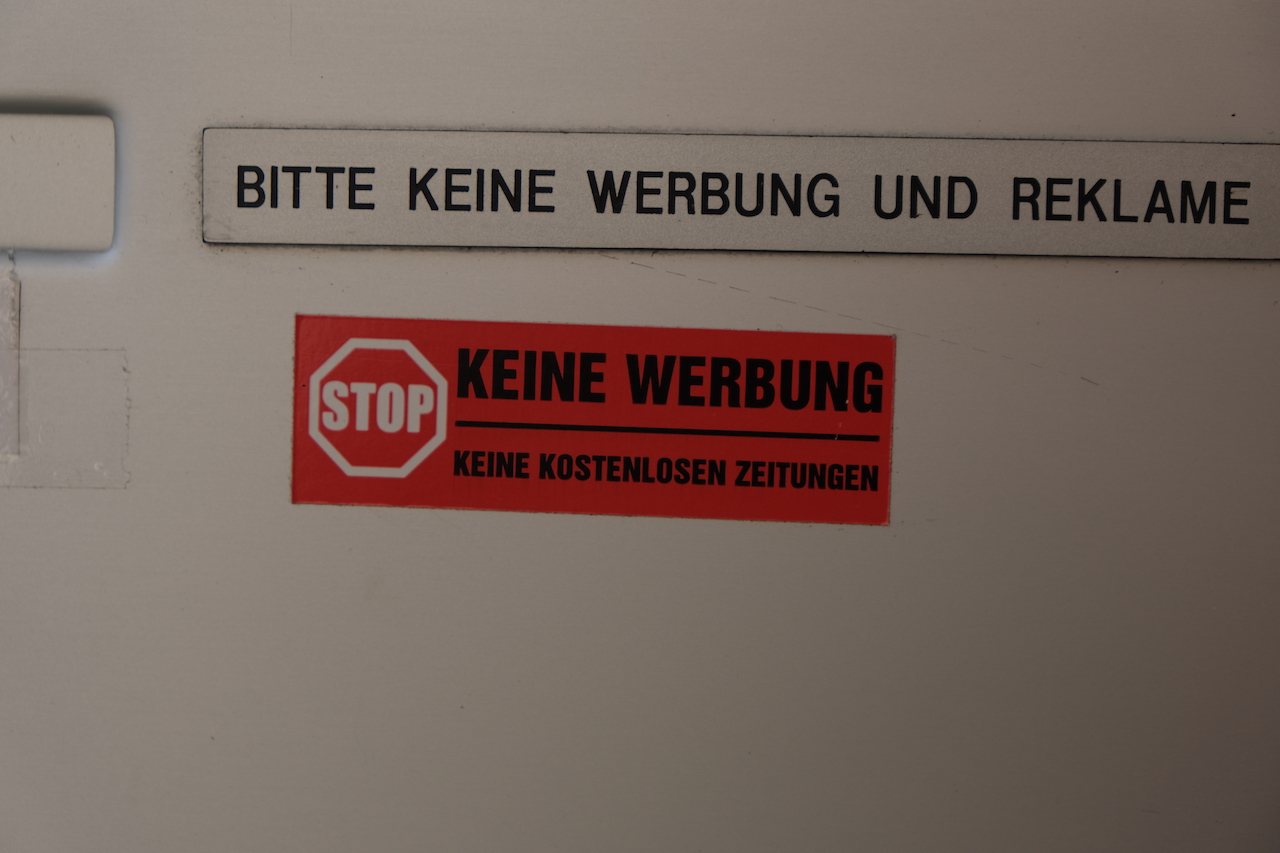 BITTE KEINE WERBUNG UND REKLAME
STOP
KEINE WERBUNG
KEINE KOSTENLOSEN ZEITUNGEN